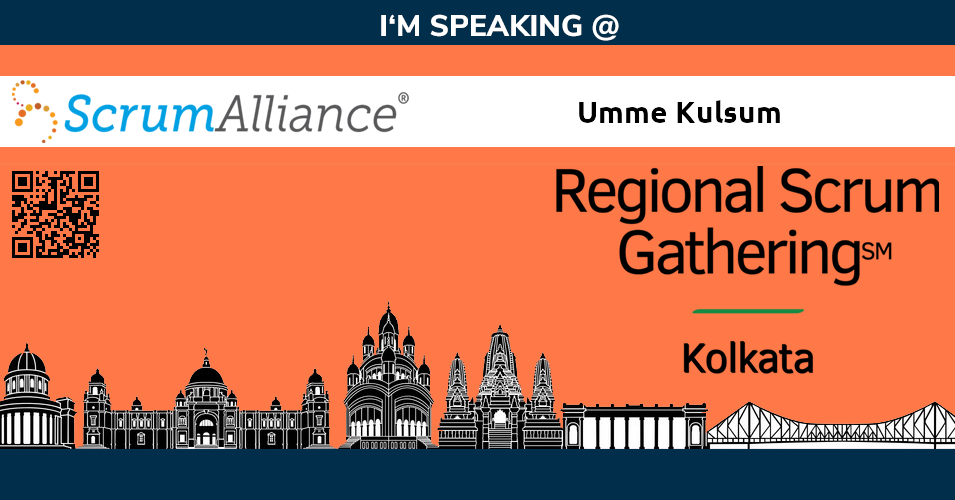 I‘M SPEAKING @
ScrumAlliance®
Umme Kulsum
Regional Scrum
Gathering℠
Kolkata